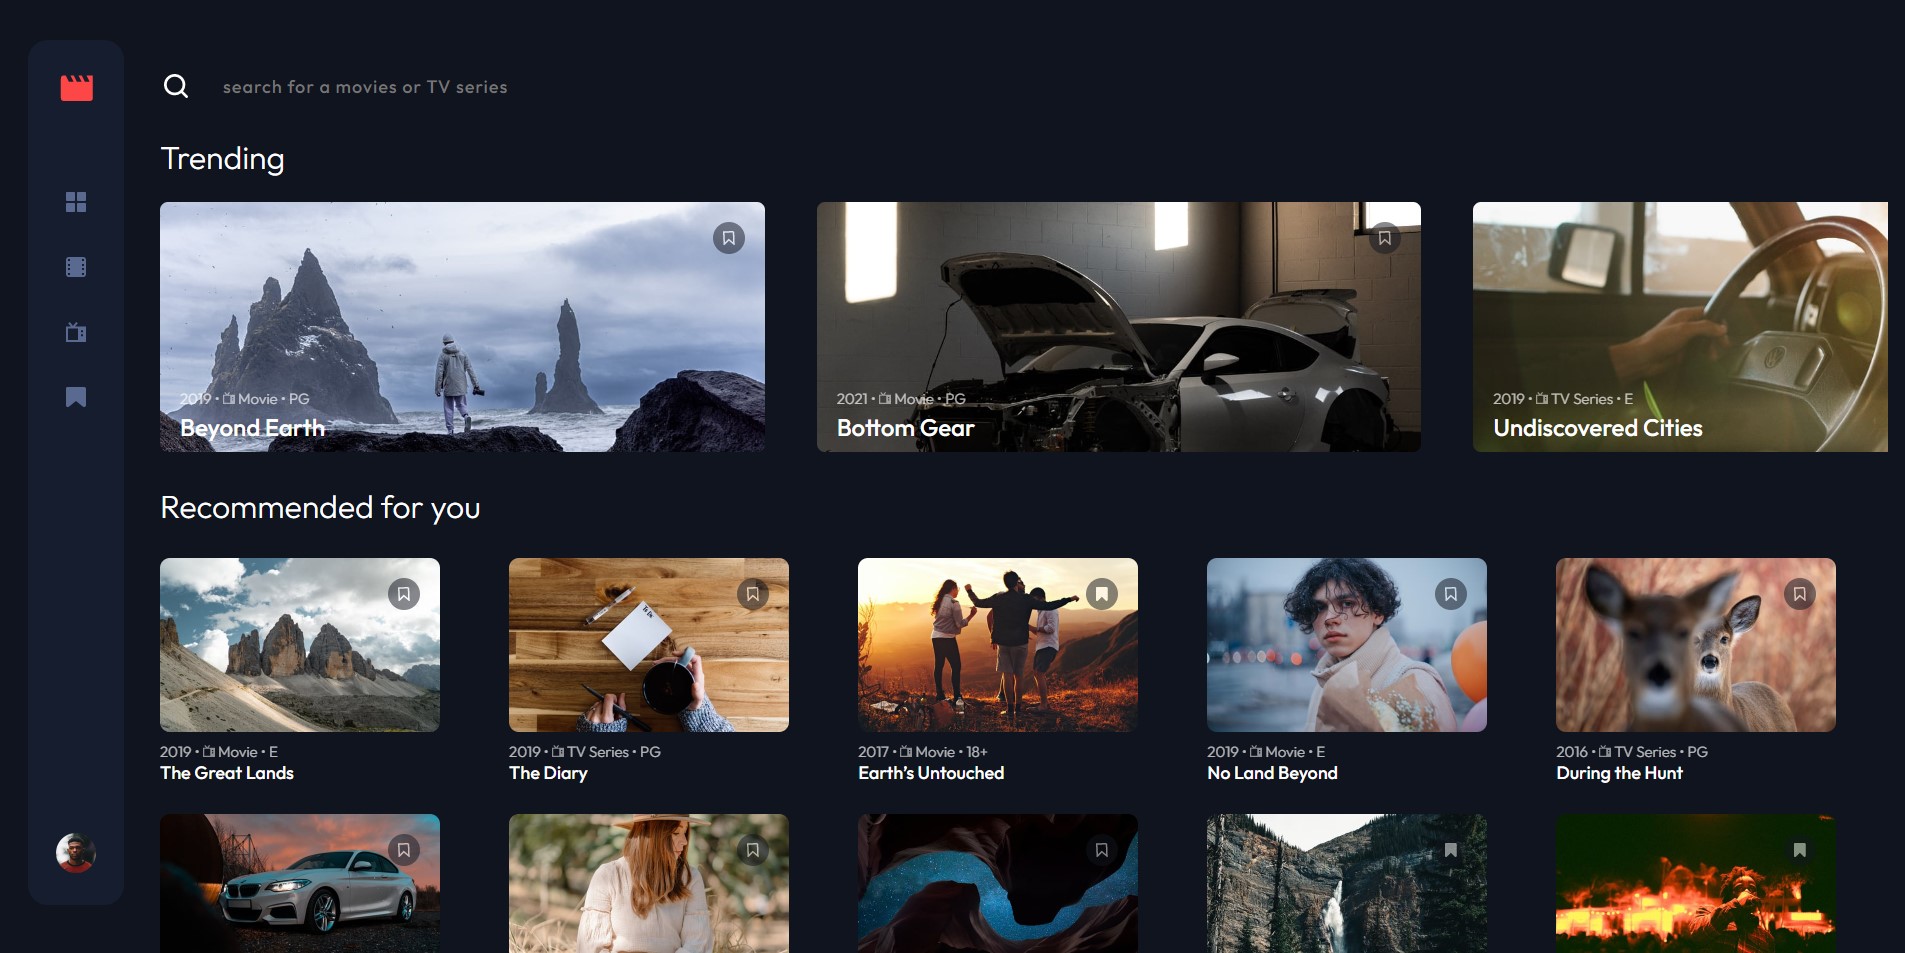 search for a movies or TV series
Trending
2019 • Movie • PG
Beyond Earth
2021 • Movie • PG
Bottom Gear
2019 • TV Series • E
Undiscovered Cities
Recommended for you
2019 • Movie • E
The Great Lands
2019 • TV Series • PG
The Diary
2017 • Movie • 18+
Earth’s Untouched
2019 • Movie • E
No Land Beyond
2016 • TV Series • PG
During the Hunt